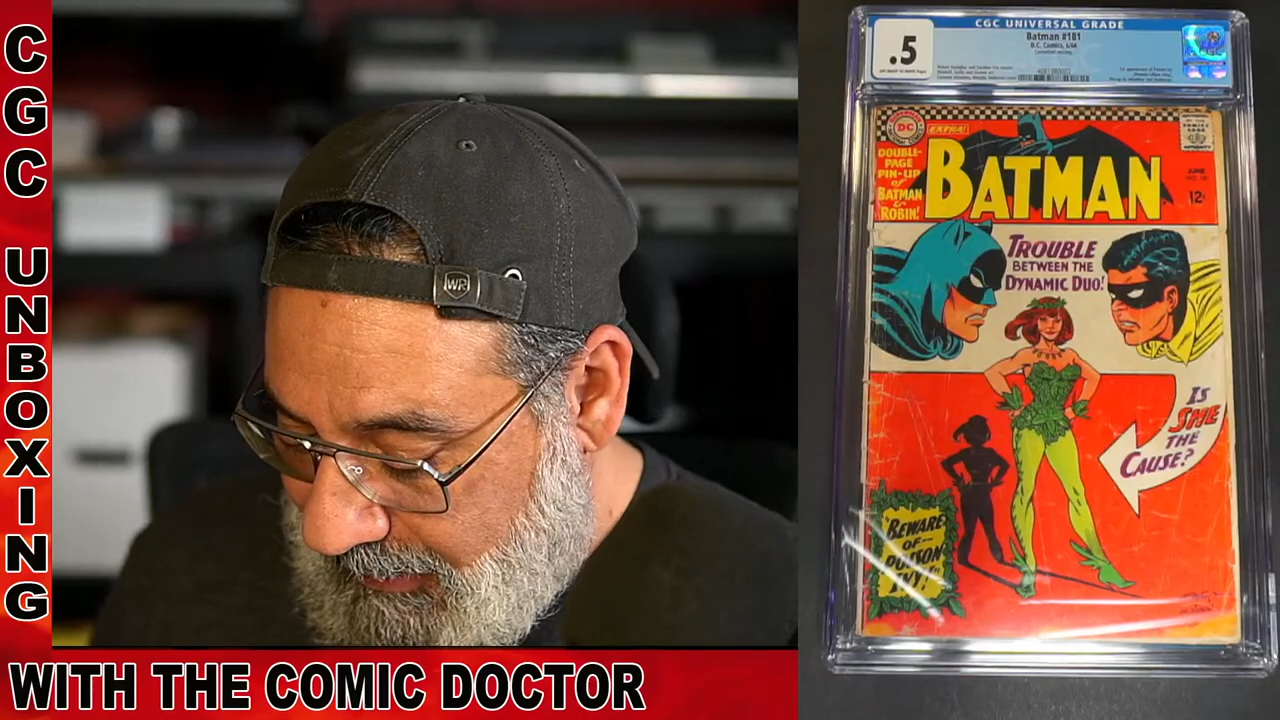 CGC UNBOXING
WITH THE COMIC DOCTOR
WR
CGC UNIVERSAL GRADE
.5
Batman #181
D.C. Comics, 6/66
DC
EXTRA!
DOUBLE-
PAGE
PIN-UP
of
BATMAN
&
ROBIN!
BATMAN
JUNE
12¢
TROUBLE
BETWEEN THE
DYNAMIC DUO!
IS
SHE
THE
CAUSE?
BEWARE
OF--
POISON
IVY!